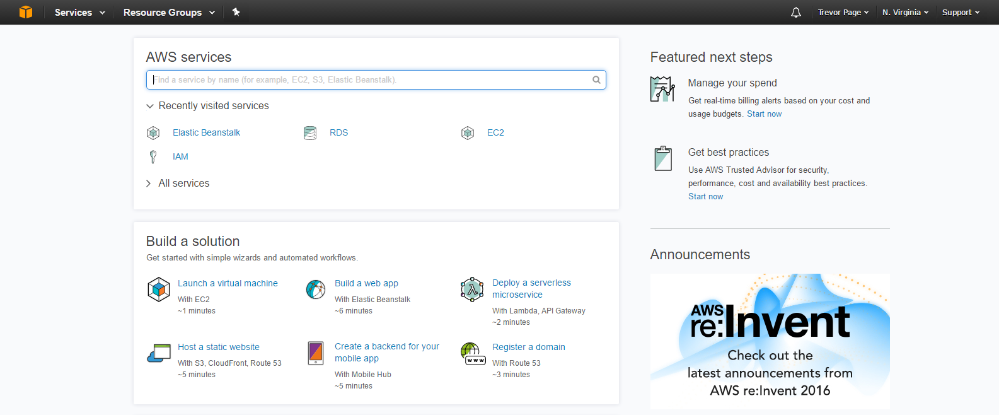 Services
Resource Groups
Trevor Page
N. Virginia
Support
AWS services
Find a service by name (for example, EC2, S3, Elastic Beanstalk).
Recently visited services
Elastic Beanstalk
RDS
EC2
IAM
All services
Build a solution
Get started with simple wizards and automated workflows.
Launch a virtual machine
With EC2
~1 minutes
Build a web app
With Elastic Beanstalk
~6 minutes
Deploy a serverless
microservice
With Lambda, API Gateway
~2 minutes
Host a static website
With S3, CloudFront, Route 53
~5 minutes
Create a backend for your
mobile app
With Mobile Hub
~5 minutes
www
Register a domain
With Route 53
~3 minutes
Featured next steps
Manage your spend
Get real-time billing alerts based on your cost and
usage budgets. Start now
Get best practices
Use AWS Trusted Advisor for security,
performance, cost and availability best practices.
Start now
Announcements
AWS
re:Invent
Check out the
latest announcements from
AWS re:Invent 2016